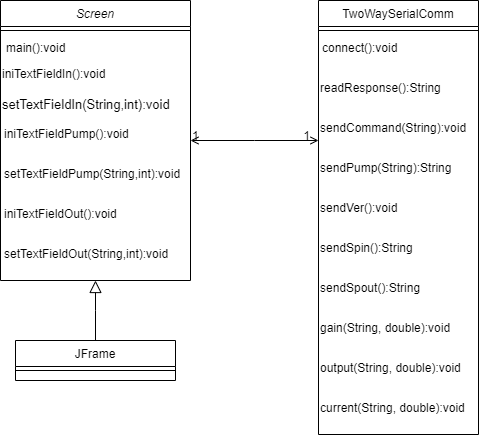 Screen
main():void
iniTextFieldIn():void
setTextFieldIn(String,int):void
iniTextFieldPump():void
setTextFieldPump(String,int):void
iniTextFieldOut():void
setTextFieldOut(String,int):void
JFrame
1
1
TwoWaySerialComm
connect():void
readResponse():String
sendCommand(String):void
sendPump(String):String
sendVer():void
sendSpin():String
sendSpout():String
gain(String, double):void
output(String, double):void
current(String, double):void